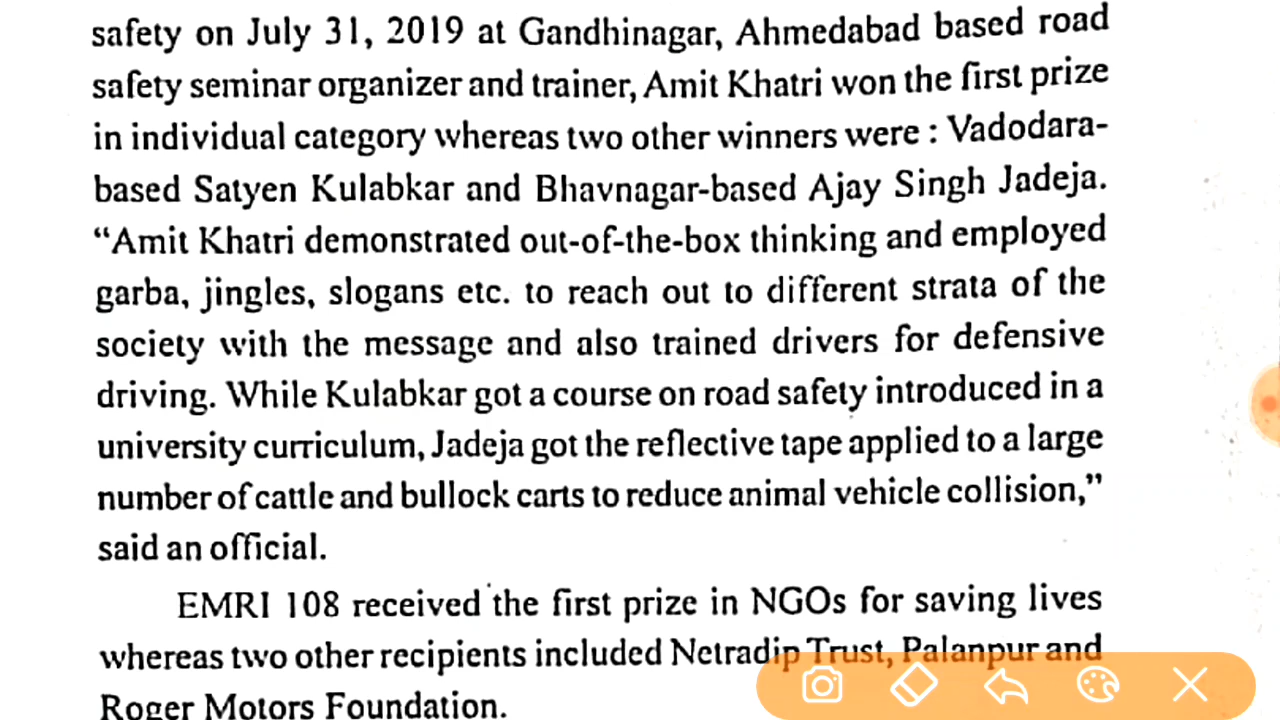 safety on July 31, 2019 at Gandhinagar, Ahmedabad based road
safety seminar organizer and trainer, Amit Khatri won the first prize
in individual category whereas two other winners were : Vadodara-
based Satyen Kulabkar and Bhavnagar-based Ajay Singh Jadeja.
“Amit Khatri demonstrated out-of-the-box thinking and employed
garba, jingles, slogans etc. to reach out to different strata of the
society with the message and also trained drivers for defensive
driving. While Kulabkar got a course on road safety introduced in a
university curriculum, Jadeja got the reflective tape applied to a large
number of cattle and bullock carts to reduce animal vehicle collision,”
said an official.
EMRI 108 received the first prize in NGOs for saving lives
whereas two other recipients included Netradip Trust, Palanpur and
Roger Motors Foundation.